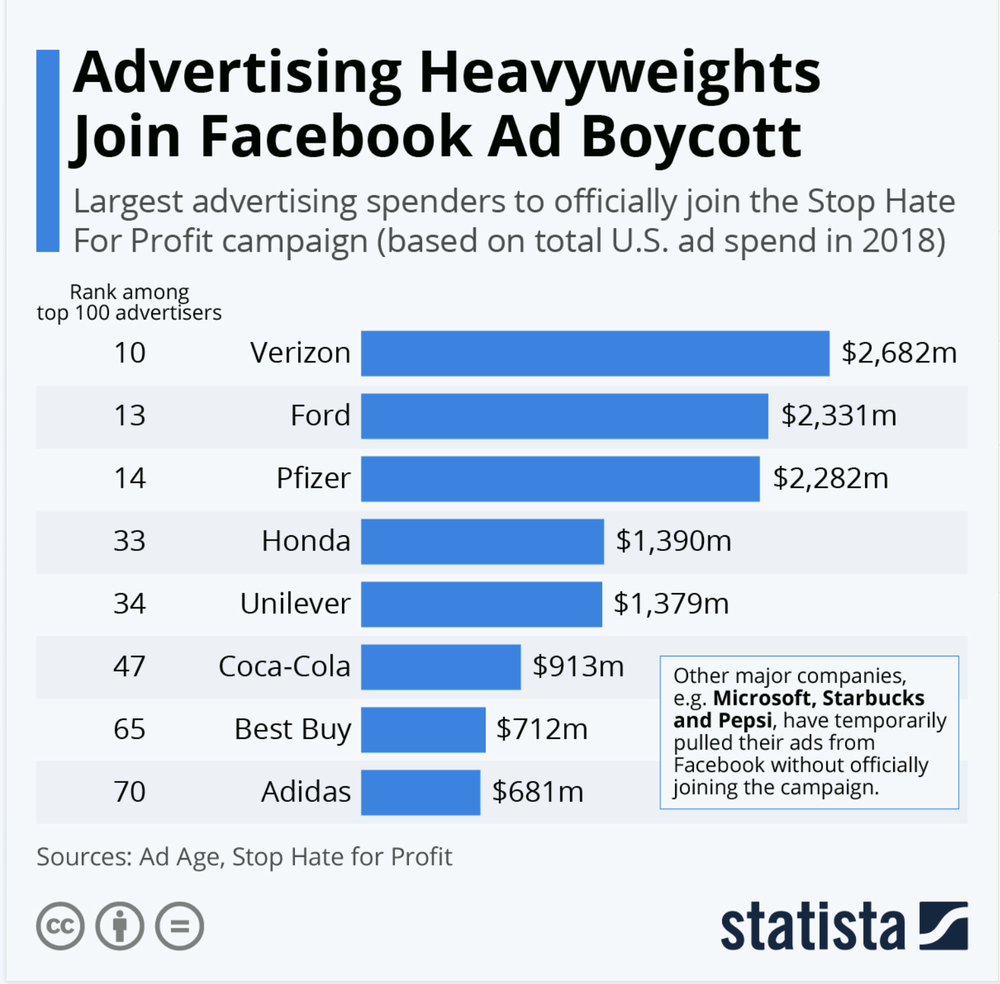 Advertising Heavyweights
Join Facebook Ad Boycott
Largest advertising spenders to officially join the Stop Hate
For Profit campaign (based on total U.S. ad spend in 2018)
Rank among
top 100 advertisers
10 Verizon $2,682m
13 Ford $2,331m
14 Pfizer $2,282m
33 Honda $1,390m
34 Unilever $1,379m
47 Coca-Cola $913m
65 Best Buy $712m
70 Adidas $681m
Other major companies,
e.g. Microsoft, Starbucks
and Pepsi, have temporarily
pulled their ads from
Facebook without officially
joining the campaign.
Sources: Ad Age, Stop Hate for Profit
cc =
statista